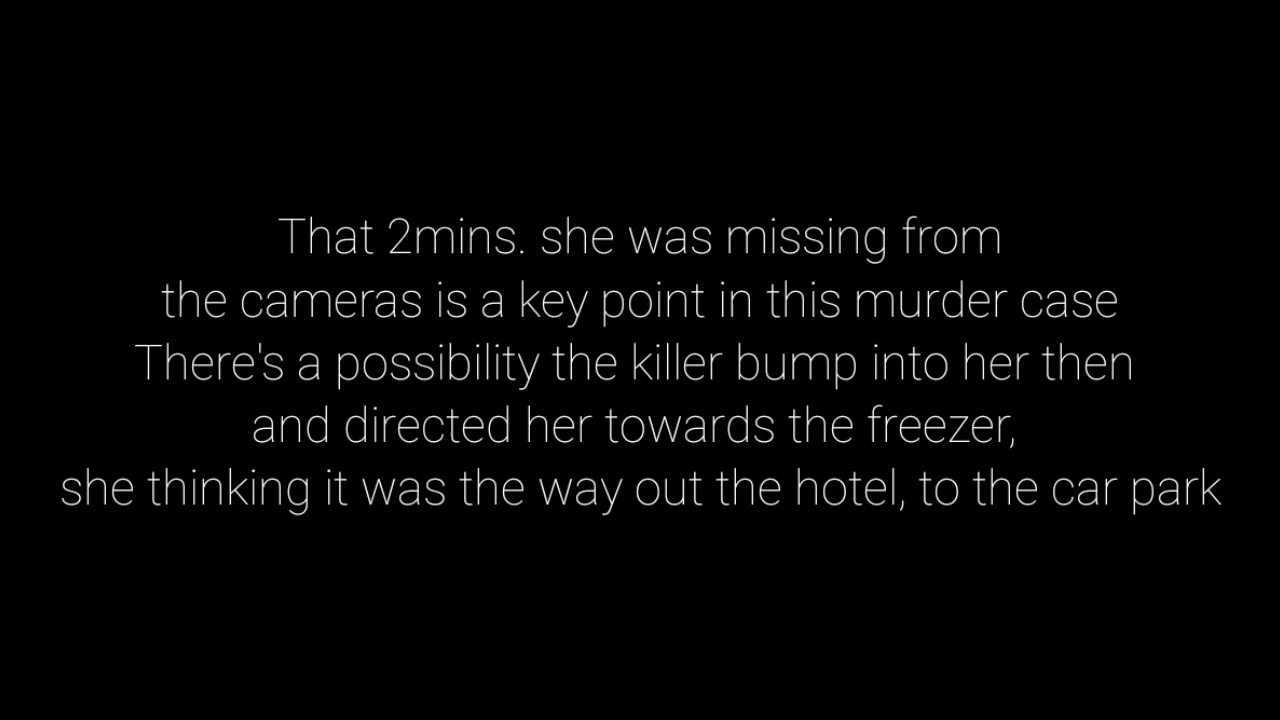 That 2mins. she was missing from
the cameras is a key point in this murder case
There's a possibility the killer bump into her then
and directed her towards the freezer,
she thinking it was the way out the hotel, to the car park